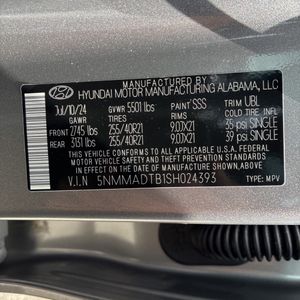 MANUFACTURED BY
HYUNDAI MOTOR MANUFACTURING ALABAMA, LLC
Jul/10/24 GVWR 5501 lbs PAINT SSS TRIM UBL
GAWR TIRES RIMS COLD TIRE INFL.
FRONT 2745 lbs 255/40R21 9.0JX21 35 psi SINGLE
REAR 3131 lbs 255/40R21 9.0JX21 39 psi SINGLE
THIS VEHICLE CONFORMS TO ALL APPLICABLE
U.S. FEDERAL MOTOR VEHICLE SAFETY STANDARDS
IN EFFECT ON THE DATE OF MANUFACTURE SHOWN ABOVE.
V.I.N 5NMMADTB1SH024393 TYPE: MPV